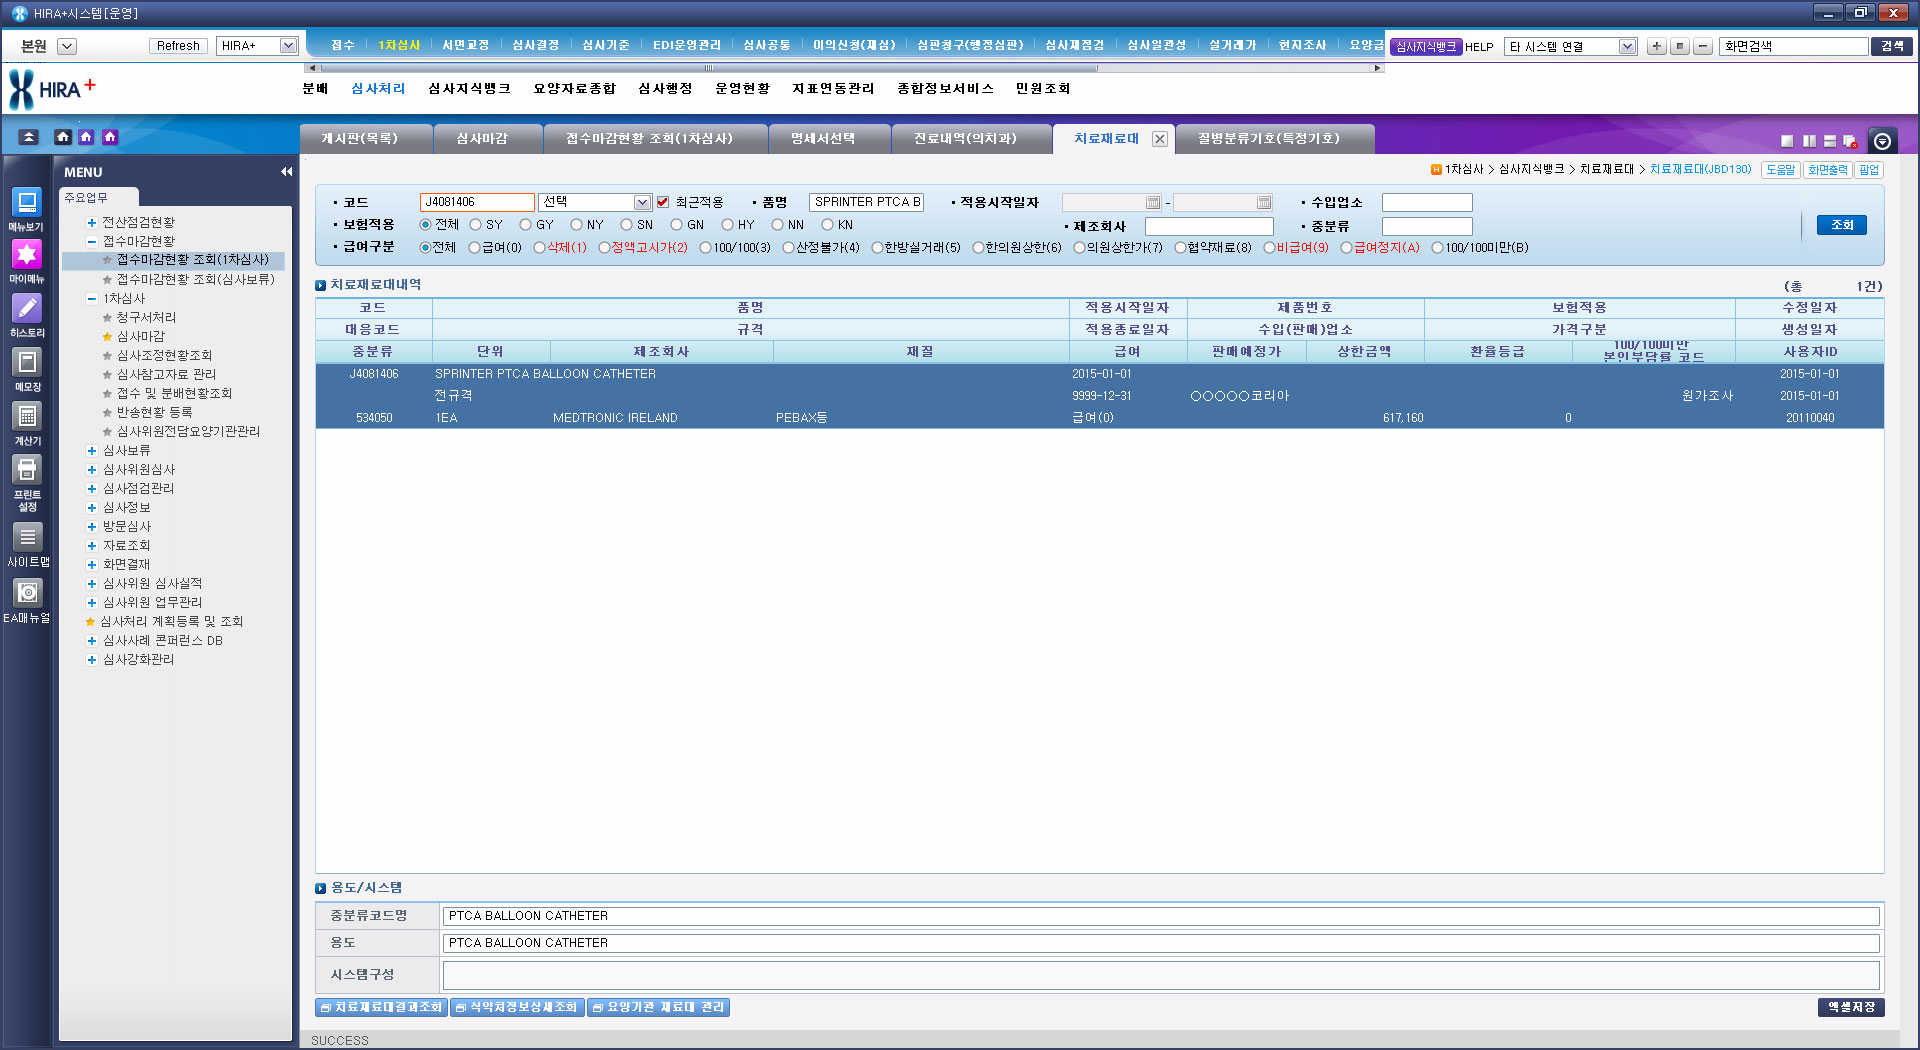 HIRA+시스템[운영]
본원 Refresh HIRA+ 접수 1차심사 서면교정 심사결정 심사기준 EDI운영관리 심사공통 이의신청(재심) 심판청구(행정심판) 심사재점검 심사일관성 실거래가 현지조사 요양급 심사지식뱅크 HELP 타 시스템 연결 화면검색 검색
HIRA+
분배 심사처리 심사지식뱅크 요양자료종합 심사행정 운영현황 지표연동관리 종합정보서비스 민원조회
게시판(목록) 심사마감 접수마감현황 조회(1차심사) 명세서선택 진료내역(의치과) 치료재료대 질병분류기호(특정기호)
메뉴보기
마이메뉴
히스토리
메모장
계산기
프린트
설정
사이트맵
EA매뉴얼
MENU
주요업무
전산점검현황
접수마감현황
접수마감현황 조회(1차심사)
접수마감현황 조회(심사보류)
1차심사
청구서처리
심사마감
심사조정현황조회
심사참고자료 관리
접수 및 분배현황조회
반송현황 등록
심사위원전담요양기관관리
심사보류
심사위원심사
심사점검관리
심사정보
방문심사
자료조회
화면결재
심사위원 심사실적
심사위원 업무관리
심사처리 계획등록 및 조회
심사사례 콘퍼런스 DB
심사강화관리
H 1차심사 > 심사지식뱅크 > 치료재료대 > 치료재료대(JBD130) 도움말 화면출력 팝업
코드 J4081406 선택 최근적용 품명 SPRINTER PTCA B 적용시작일자 - 수입업소
보험적용 전체 SY GY NY SN GN HY NN KN 제조회사 중분류 조회
급여구분 전체 급여(0) 삭제(1) 정액고시가(2) 100/100(3) 산정불가(4) 한방실거래(5) 한의원상한(6) 의원상한가(7) 협약재료(8) 비급여(9) 급여정지(A) 100/100미만(B)
치료재료대내역 (총 1건)
코드 품명 적용시작일자 제품번호 보험적용 수정일자
대응코드 규격 적용종료일자 수입(판매)업소 가격구분 생성일자
중분류 단위 제조회사 재질 급여 판매예정가 상한금액 환율등급 100/100미만 본인부담률 코드 사용자ID
J4081406 SPRINTER PTCA BALLOON CATHETER 2015-01-01 2015-01-01
전규격 9999-12-31 ○○○○○코리아 원가조사 2015-01-01
534050 1EA MEDTRONIC IRELAND PEBAX등 급여(0) 617,160 0 20110040
용도/시스템
중분류코드명 PTCA BALLOON CATHETER
용도 PTCA BALLOON CATHETER
시스템구성
치료재료대결과조회 식약처정보상세조회 요양기관 재료대 관리 엑셀저장
SUCCESS